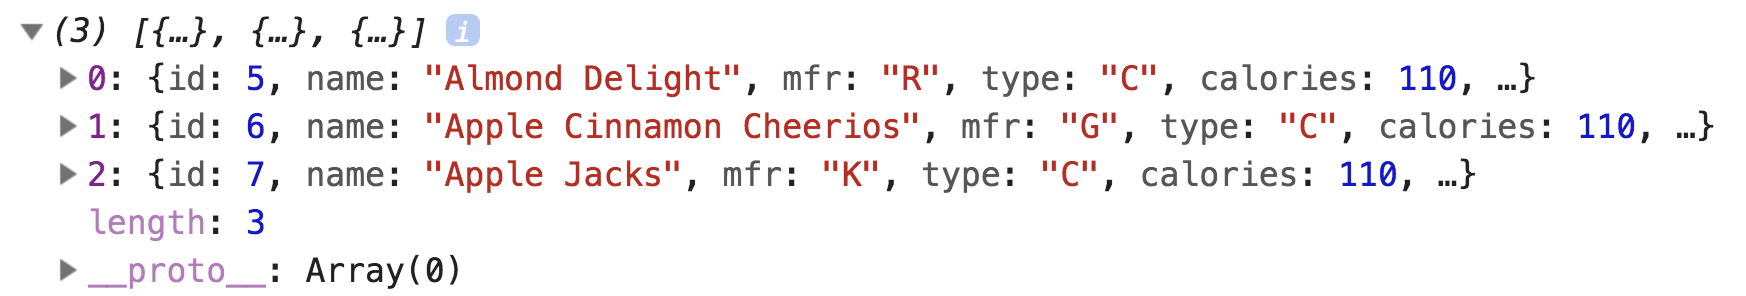 ▼(3) [{…}, {…}, {…}] i
▶0: {id: 5, name: "Almond Delight", mfr: "R", type: "C", calories: 110, …}
▶1: {id: 6, name: "Apple Cinnamon Cheerios", mfr: "G", type: "C", calories: 110, …}
▶2: {id: 7, name: "Apple Jacks", mfr: "K", type: "C", calories: 110, …}
length: 3
▶__proto__: Array(0)